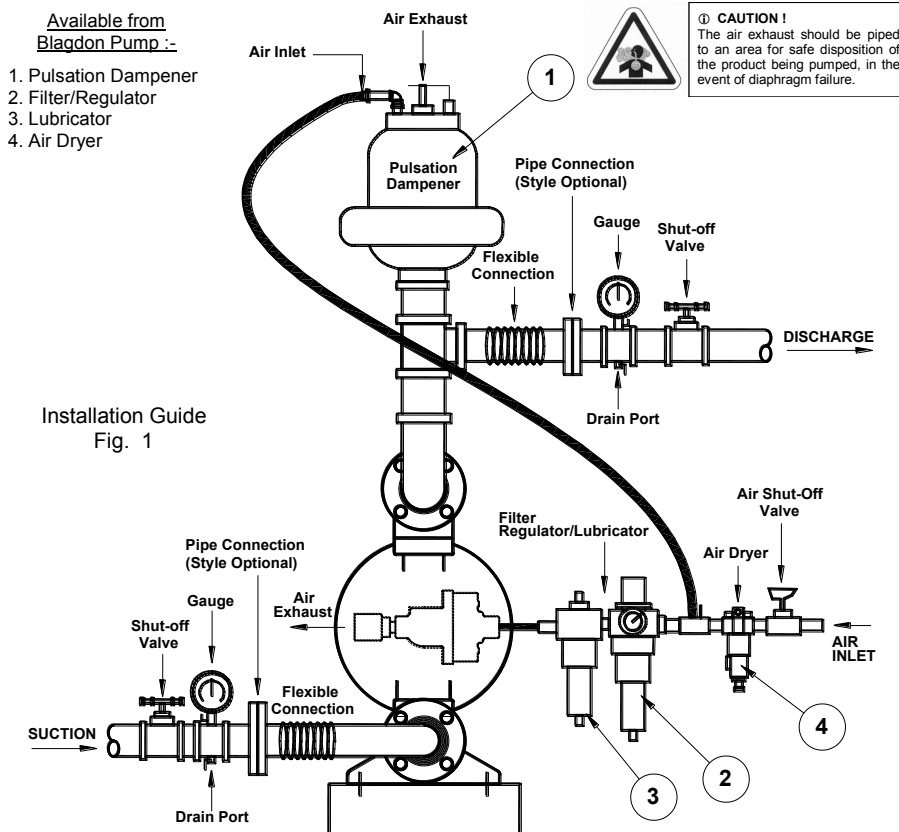 Available from
Blagdon Pump :-
1. Pulsation Dampener
2. Filter/Regulator
3. Lubricator
4. Air Dryer
Air Exhaust
Air Inlet
1
ⓘ CAUTION !
The air exhaust should be piped
to an area for safe disposition of
the product being pumped, in the
event of diaphragm failure.
Pulsation
Dampener
Pipe Connection
(Style Optional)
Gauge
Shut-off
Valve
Flexible
Connection
DISCHARGE
Drain Port
Installation Guide
Fig. 1
Air Shut-Off
Valve
Filter
Regulator/Lubricator
Air Dryer
Pipe Connection
(Style Optional)
Gauge
Air
Exhaust
Shut-off
Valve
AIR
INLET
Flexible
Connection
SUCTION
4
2
3
Drain Port